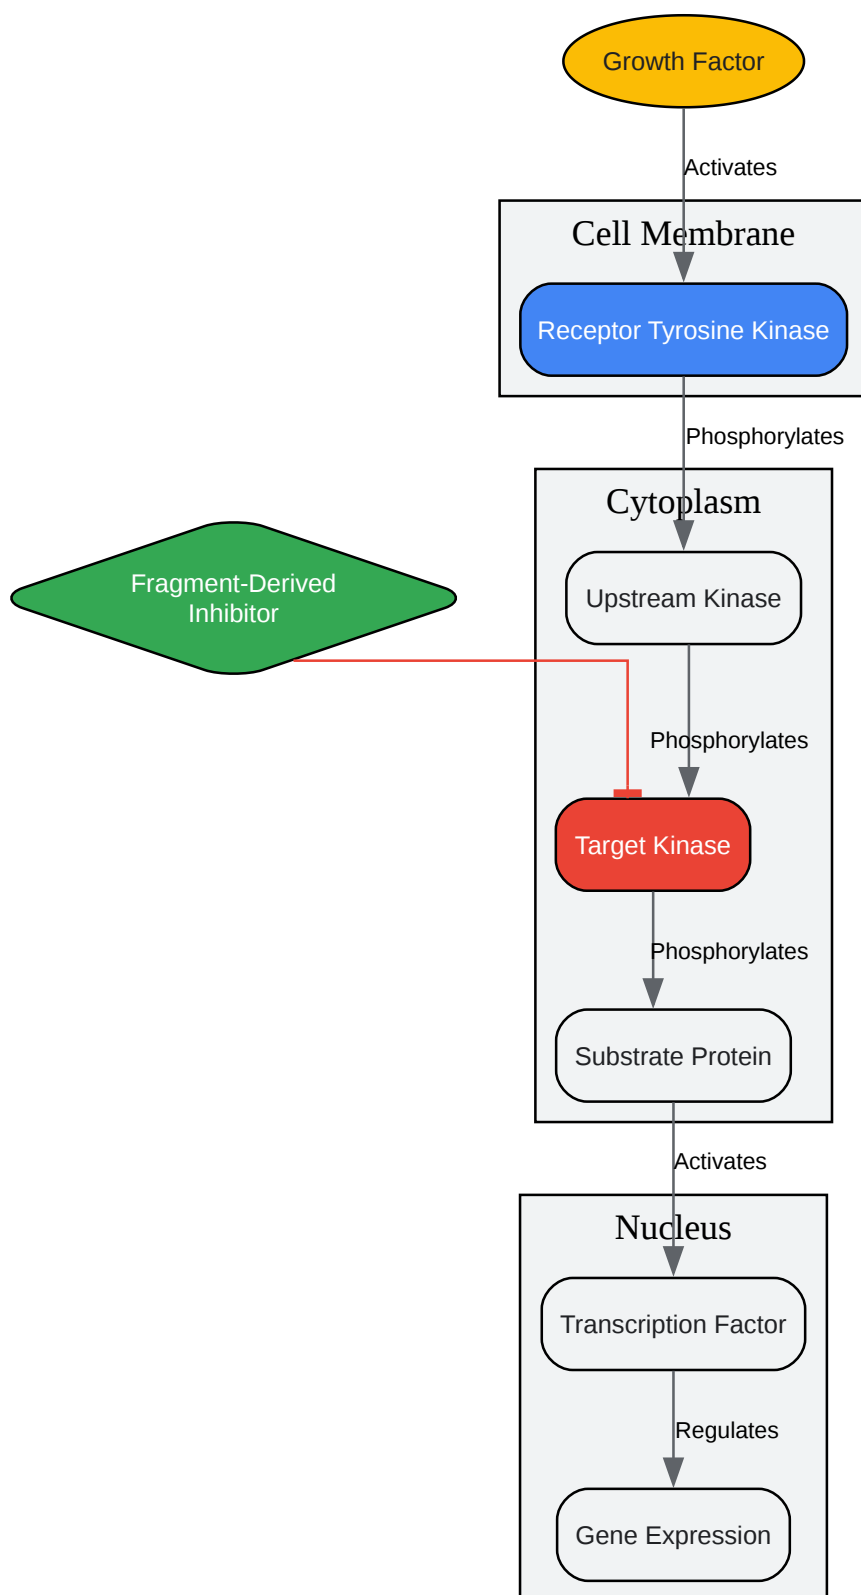 Growth Factor
Activates
Cell Membrane
Receptor Tyrosine Kinase
Phosphorylates
Cytoplasm
Fragment-Derived
Inhibitor
Upstream Kinase
Phosphorylates
Target Kinase
Phosphorylates
Substrate Protein
Activates
Nucleus
Transcription Factor
Regulates
Gene Expression